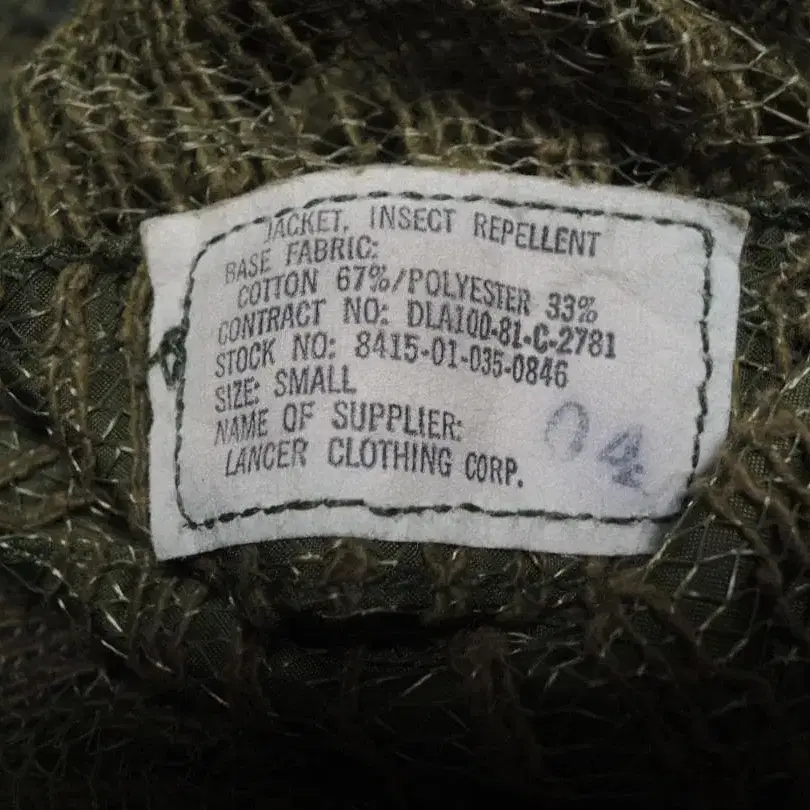 JACKET, INSECT REPELLENT
BASE FABRIC:
COTTON 67%/POLYESTER 33%
CONTRACT NO: DLA100-81-C-2781
STOCK NO: 8415-01-035-0846
SIZE: SMALL
NAME OF SUPPLIER:
LANCER CLOTHING CORP.
04